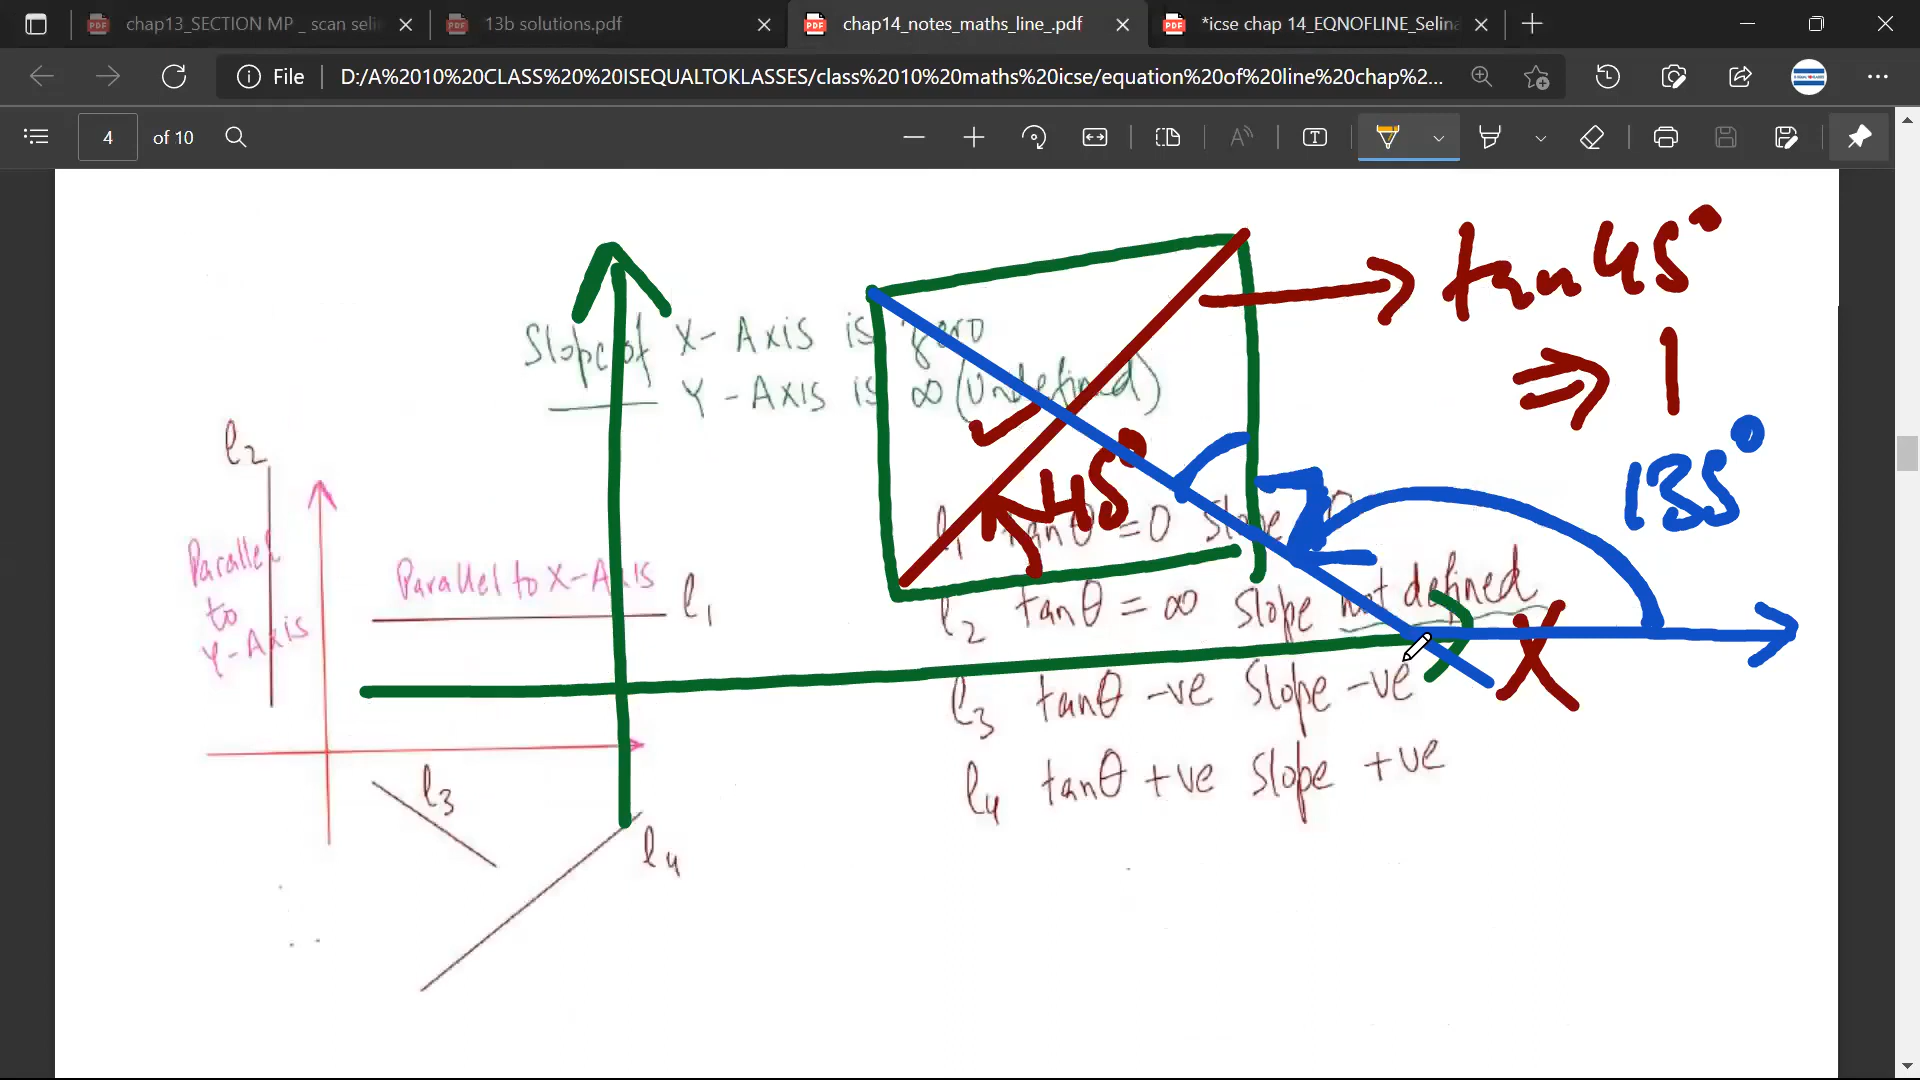 chap13_SECTION MP _ scan seli
13b solutions.pdf
chap14_notes_maths_line_.pdf
*icse chap 14_EQNOFLINE_Selina
File
D:/A%2010%20CLASS%20%20ISEQUALTOKLASSES/class%2010%20maths%20icse/equation%20of%20line%20chap%2...
4 of 10
tan 45°
Slope of X-Axis is zero
Y-Axis is ∞ (Undefined)
⇒ 1
135°
45°
l2
Parallel to Y-Axis
Parallel to X-Axis
l1
l1 tanθ = 0 Slope 0
l2 tanθ = ∞ Slope not defined
X
l3 tanθ -ve Slope -ve
l4 tanθ +ve Slope +ve
l3
l4